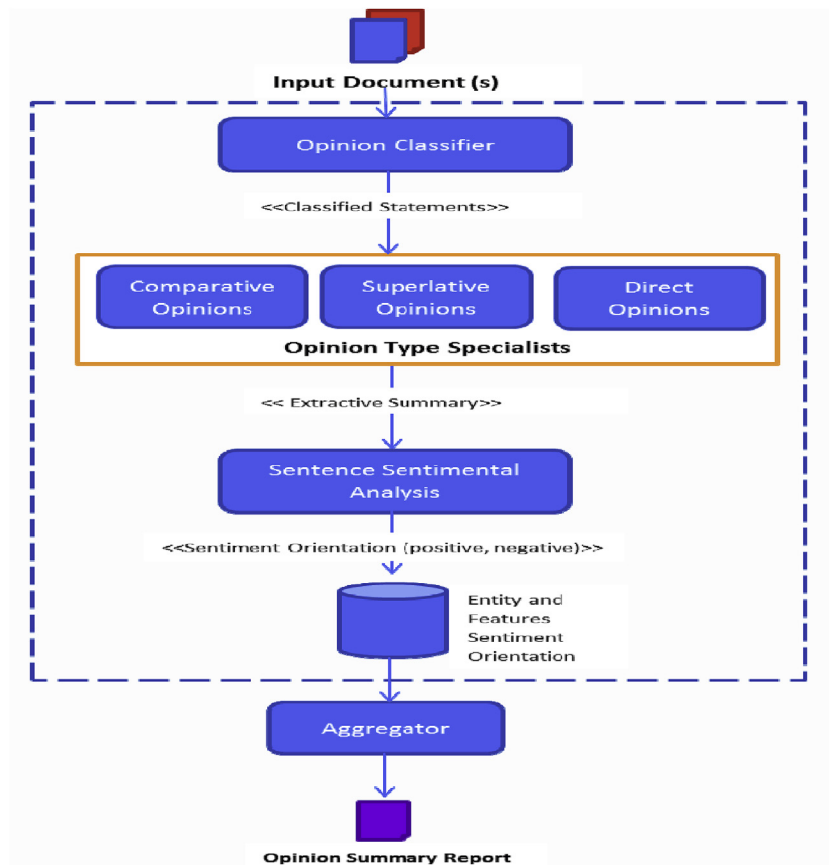 Input Document (s)
Opinion Classifier
<<Classified Statements>>
Comparative
Opinions
Superlative
Opinions
Direct
Opinions
Opinion Type Specialists
<< Extractive Summary>>
Sentence Sentimental
Analysis
<<Sentiment Orientation (positive, negative)>>
Entity and
Features
Sentiment
Orientation
Aggregator
Opinion Summary Report